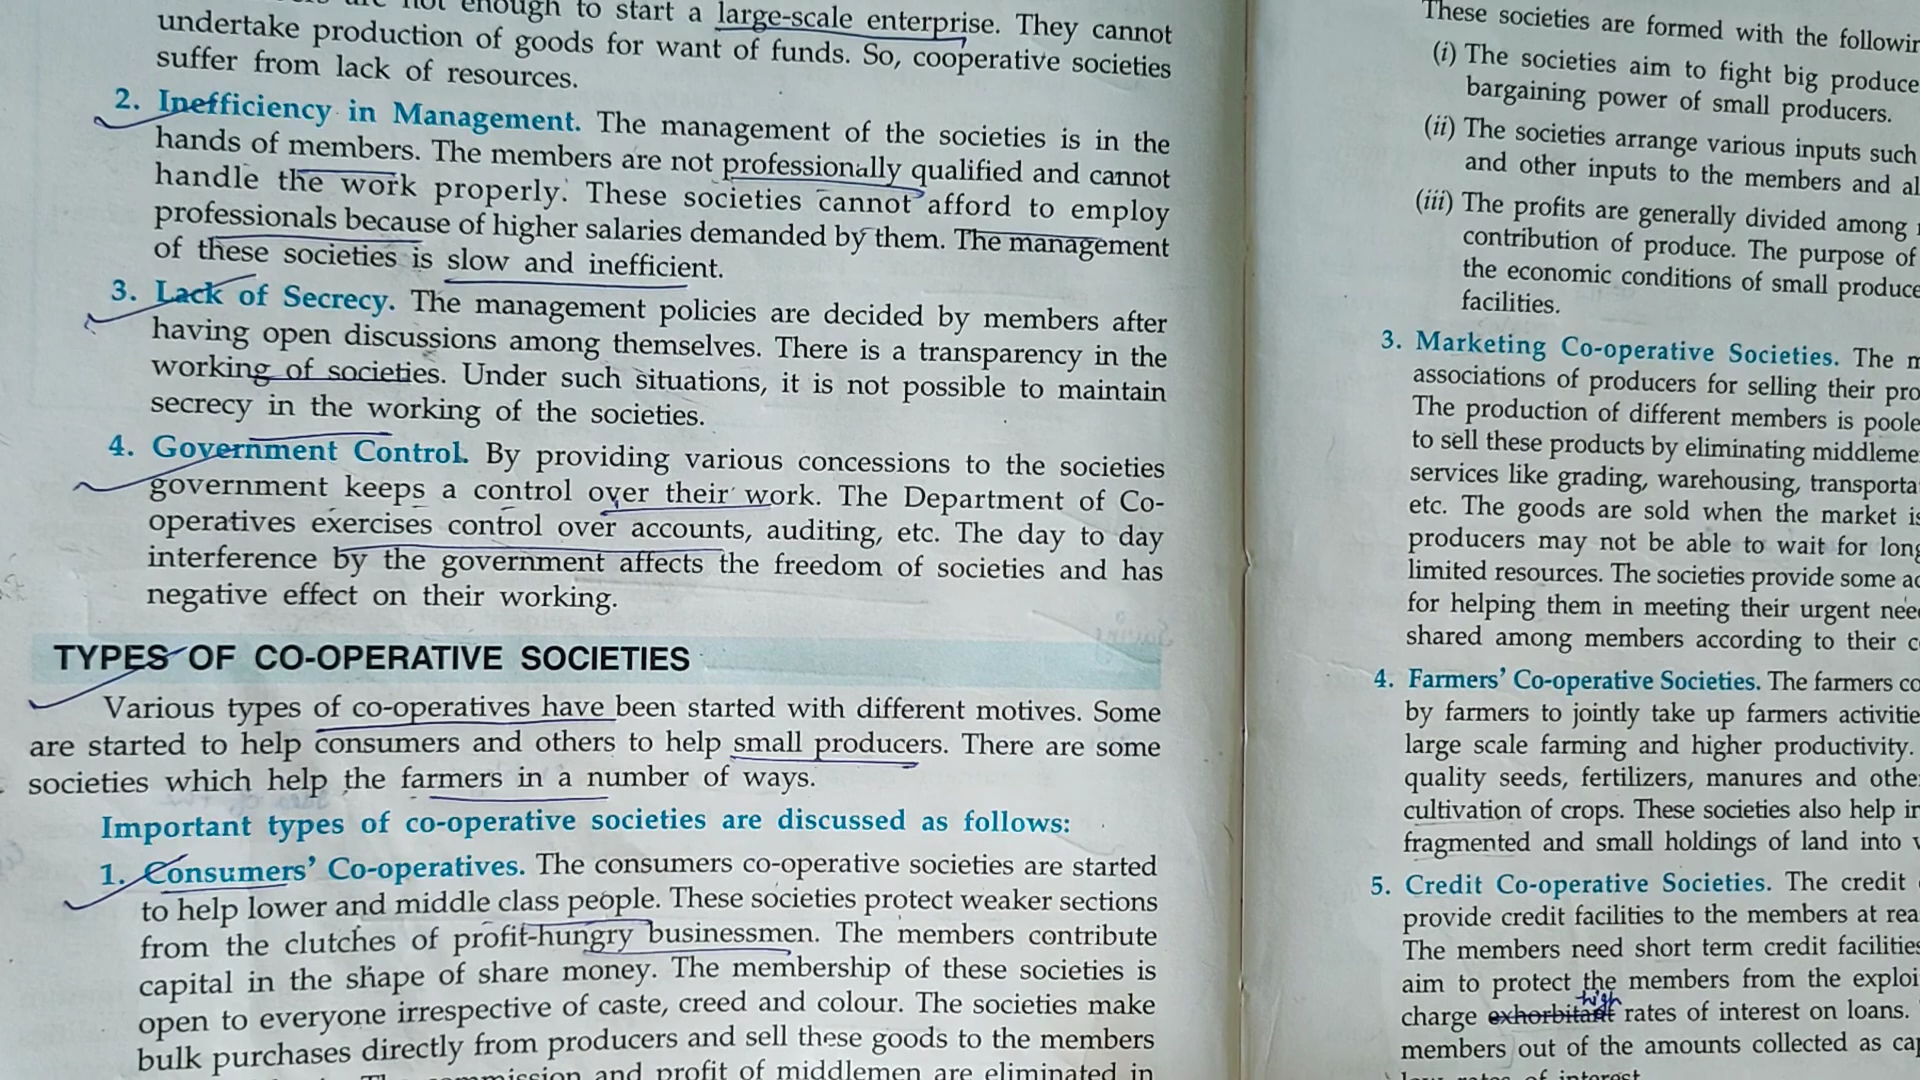 enough to start a large-scale enterprise. They cannot
undertake production of goods for want of funds. So, cooperative societies
suffer from lack of resources.
2. Inefficiency in Management. The management of the societies is in the
hands of members. The members are not professionally qualified and cannot
handle the work properly. These societies cannot afford to employ
professionals because of higher salaries demanded by them. The management
of these societies is slow and inefficient.
3. Lack of Secrecy. The management policies are decided by members after
having open discussions among themselves. There is a transparency in the
working of societies. Under such situations, it is not possible to maintain
secrecy in the working of the societies.
4. Government Control. By providing various concessions to the societies
government keeps a control over their work. The Department of Co-
operatives exercises control over accounts, auditing, etc. The day to day
interference by the government affects the freedom of societies and has
negative effect on their working.
TYPES OF CO-OPERATIVE SOCIETIES
Various types of co-operatives have been started with different motives. Some
are started to help consumers and others to help small producers. There are some
societies which help the farmers in a number of ways.
Important types of co-operative societies are discussed as follows:
1. Consumers' Co-operatives. The consumers co-operative societies are started
to help lower and middle class people. These societies protect weaker sections
from the clutches of profit-hungry businessmen. The members contribute
capital in the shape of share money. The membership of these societies is
open to everyone irrespective of caste, creed and colour. The societies make
bulk purchases directly from producers and sell these goods to the members
and profit of middlemen are eliminated in
These societies are formed with the
(i) The societies aim to fight big
bargaining power of small producers.
(ii) The societies arrange various inputs such
and other inputs to the members and
(iii) The profits are generally divided among
contribution of produce. The purpose of
the economic conditions of small
facilities.
3. Marketing Co-operative Societies. The
associations of producers for selling their
The production of different members is
to sell these products by eliminating
services like grading, warehousing,
etc. The goods are sold when the market
producers may not be able to wait for
limited resources. The societies provide some
for helping them in meeting their urgent
shared among members according to their
4. Farmers' Co-operative Societies. The farmers
by farmers to jointly take up farmers
large scale farming and higher productivity.
quality seeds, fertilizers, manures and
cultivation of crops. These societies also help
fragmented and small holdings of land into
5. Credit Co-operative Societies. The credit
provide credit facilities to the members at
The members need short term credit facilities
aim to protect the members from the
high
charge exhorbitant rates of interest on loans.
members out of the amounts collected as
of interest